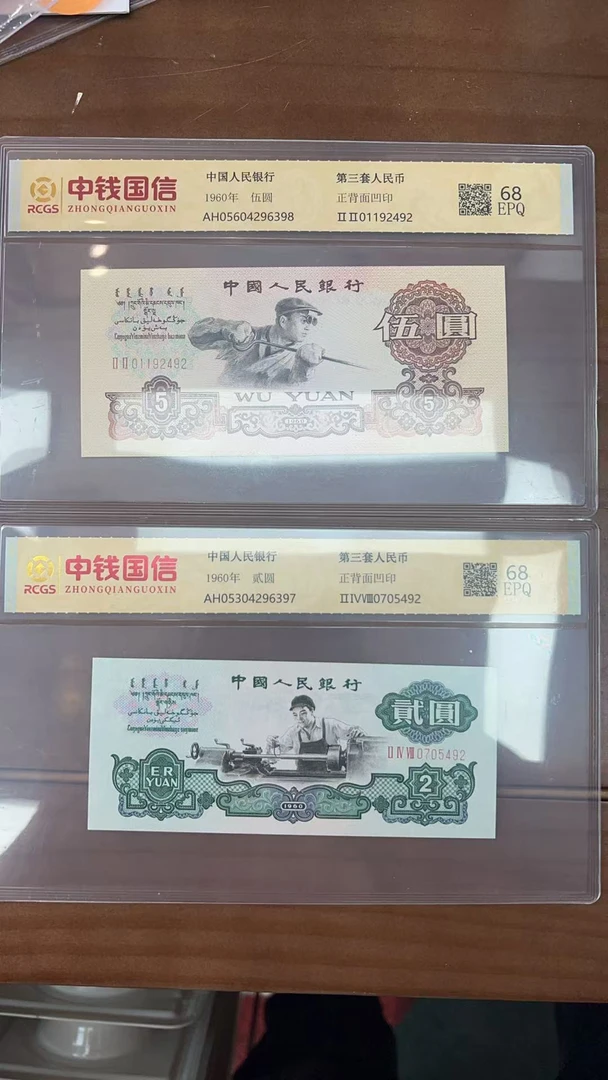 中钱国信
RCGS ZHONGQIANGUOXIN
中国人民银行 第三套人民币
1960年 伍圆 正背面凹印
AH05604296398 ⅡⅡ01192492
68
EPQ
中國人民銀行
伍圓
ⅡⅡ01192492
5
WU YUAN
5
1960
中钱国信
RCGS ZHONGQIANGUOXIN
中国人民银行 第三套人民币
1960年 贰圆 正背面凹印
AH05304296397 ⅡⅣⅧ0705492
68
EPQ
中國人民銀行
貳圓
ⅡⅣⅧ0705492
ER
YUAN
2
1960